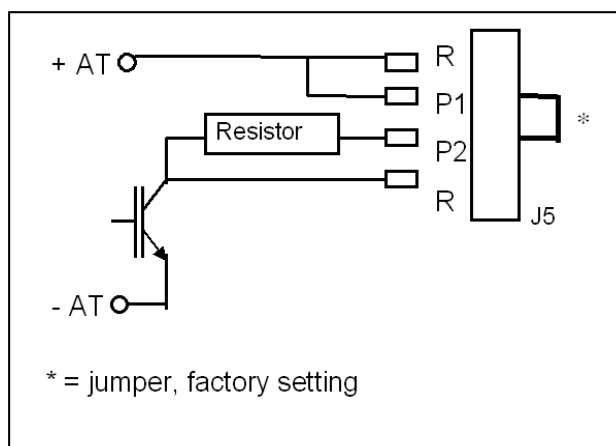 + AT
R
P1
Resistor
P2
R
J5
*
- AT
* = jumper, factory setting